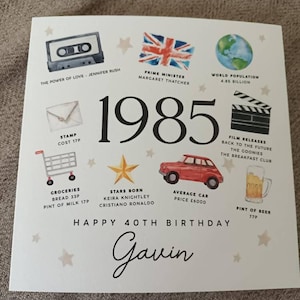 THE POWER OF LOVE - JENNIFER RUSH
PRIME MINISTER
MARGARET THATCHER
WORLD POPULATION
4.85 BILLION
1985
STAMP
COST 17P
FILM RELEASES
BACK TO THE FUTURE
THE GOONIES
THE BREAKFAST CLUB
GROCERIES
BREAD 33P
PINT OF MILK 17P
STARS BORN
KEIRA KNIGHTLEY
CRISTIANO RONALDO
AVERAGE CAR
PRICE £6000
PINT OF BEER
77P
HAPPY 40TH BIRTHDAY
Gavin